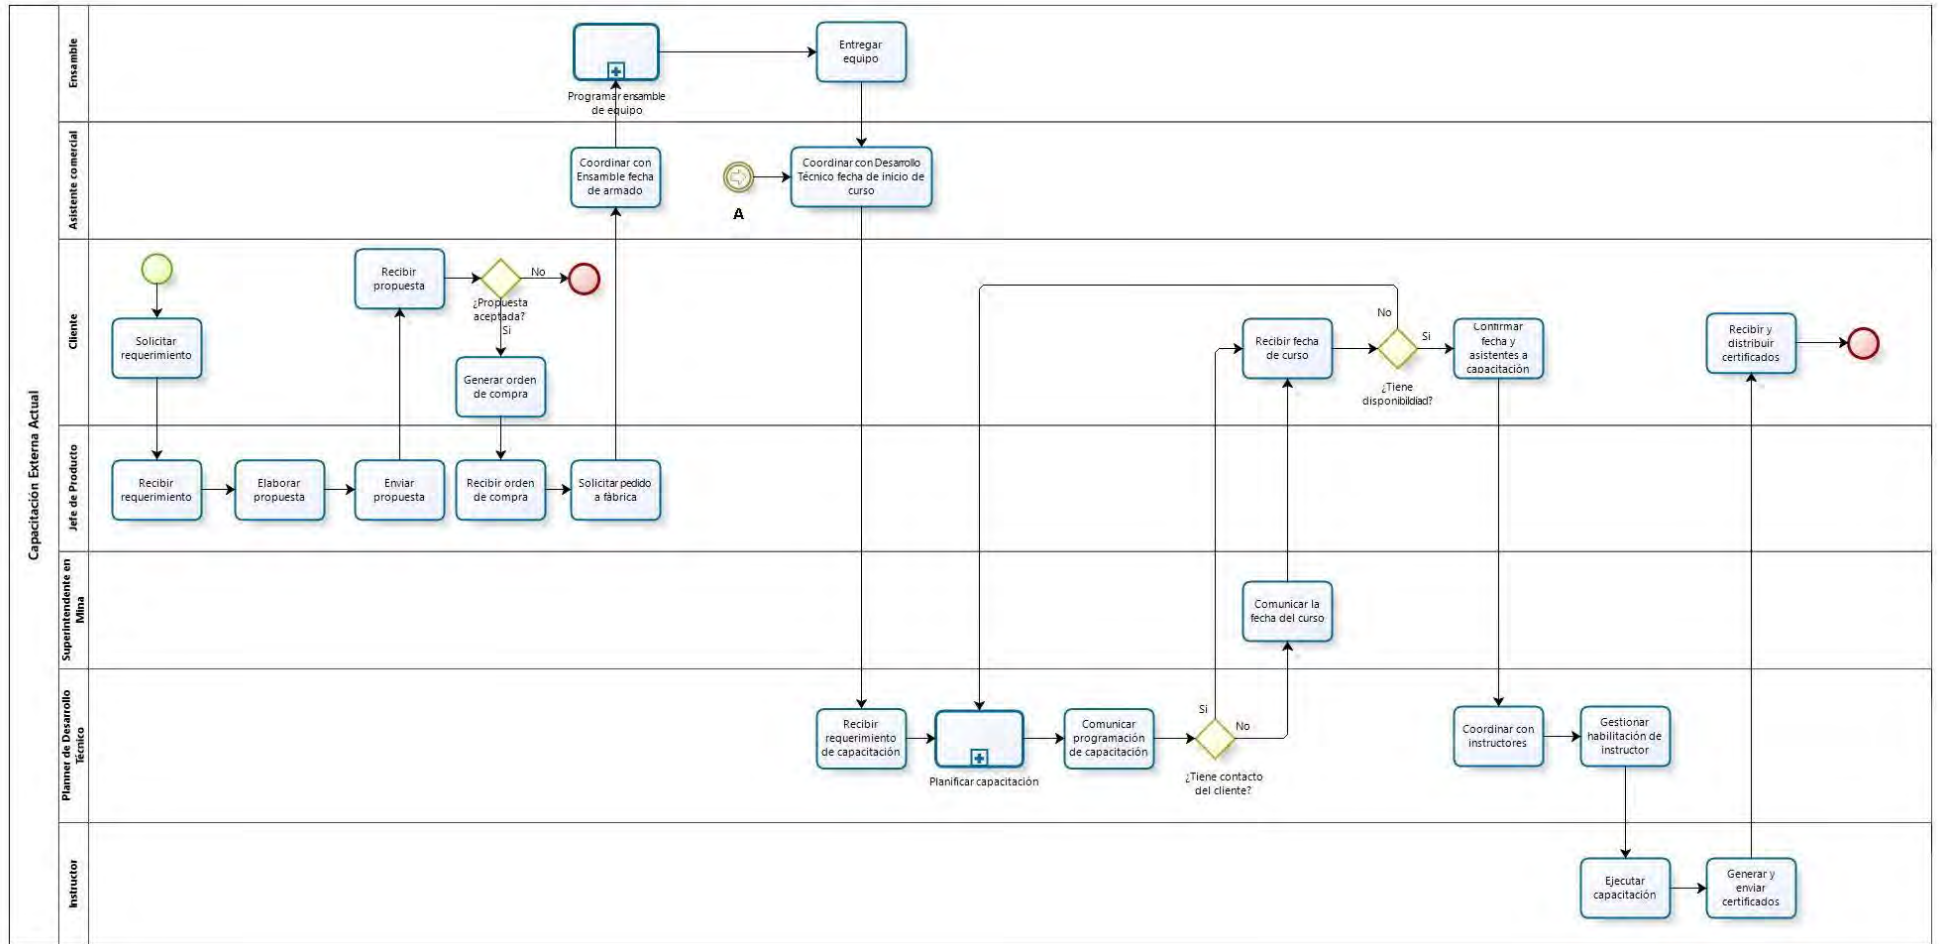 Capacitación Externa Actual
Ensamble
Programar ensamble
de equipo
Entregar
equipo
Asistente comercial
Coordinar con
Ensamble fecha
de armado
A
Coordinar con Desarrollo
Técnico fecha de inicio de
curso
Cliente
Solicitar
requerimiento
Recibir
propuesta
¿Propuesta
aceptada?
No
Si
Generar orden
de compra
Recibir fecha
de curso
¿Tiene
disponibildiad?
No
Si
Confirmar
fecha y
asistentes a
capacitación
Recibir y
distribuir
certificados
Jefe de Producto
Recibir
requerimiento
Elaborar
propuesta
Enviar
propuesta
Recibir orden
de compra
Solicitar pedido
a fábrica
Superintendente en
Mina
Comunicar la
fecha del curso
Planner de Desarrollo
Técnico
Recibir
requerimiento
de capacitación
Planificar capacitación
Comunicar
programación
de capacitación
Si
No
¿Tiene contacto
del cliente?
Coordinar con
instructores
Gestionar
habilitación de
instructor
Instructor
Ejecutar
capacitación
Generar y
enviar
certificados